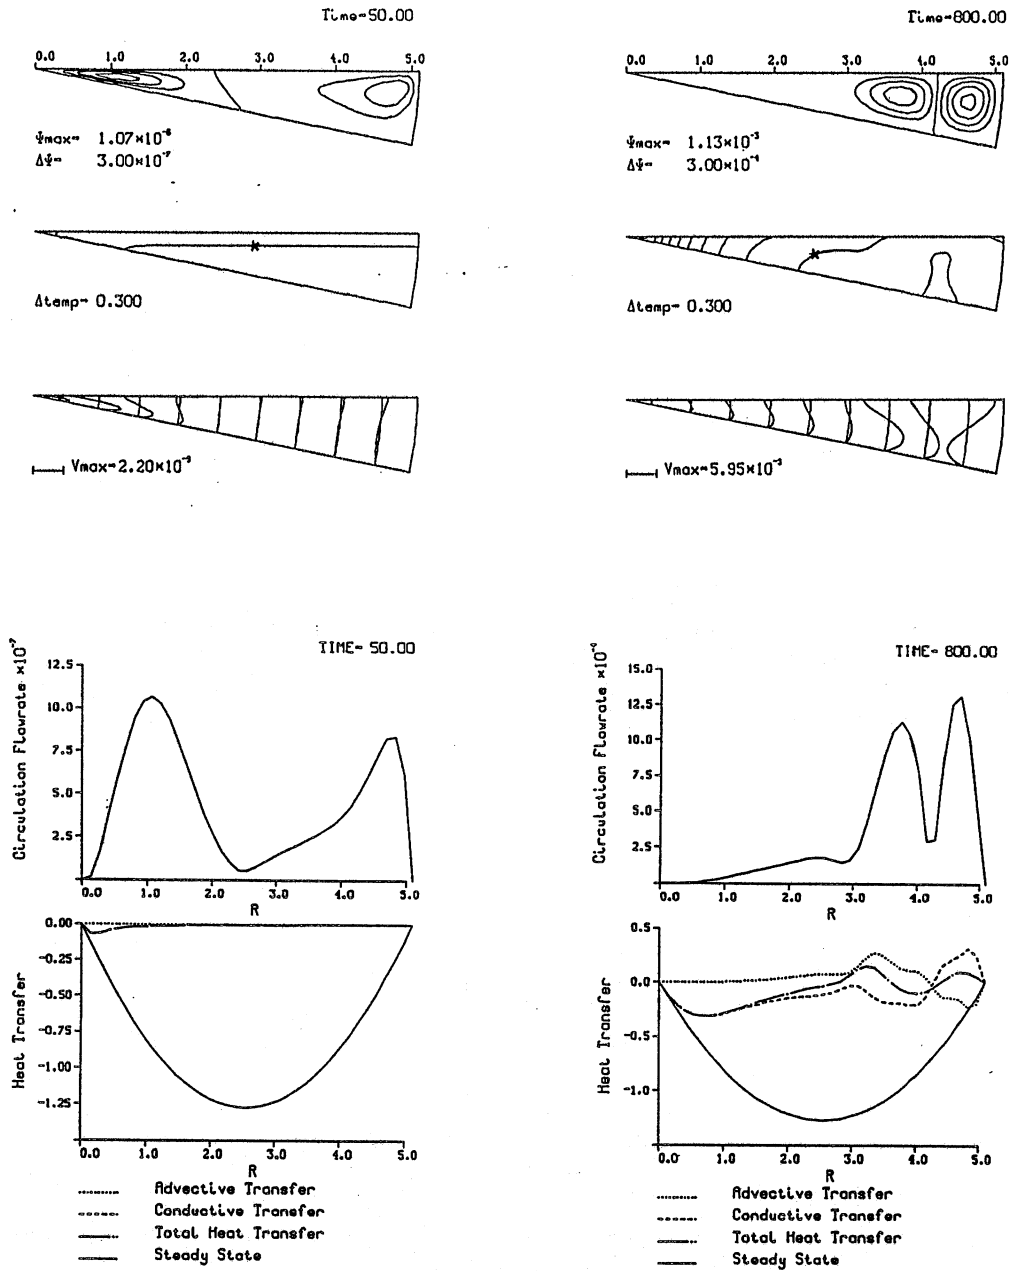 Time=50.00
0.0 1.0 2.0 3.0 4.0 5.0
Ψmax= 1.07×10⁻⁶
ΔΨ= 3.00×10⁻⁷
Δtemp= 0.300
Vmax=2.20×10⁻³
Time=800.00
0.0 1.0 2.0 3.0 4.0 5.0
Ψmax= 1.13×10⁻³
ΔΨ= 3.00×10⁻⁴
Δtemp= 0.300
Vmax=5.95×10⁻³
TIME= 50.00
Circulation Flowrate ×10⁻⁷
12.5
10.0
7.5
5.0
2.5
0.0 1.0 2.0 3.0 4.0 5.0
R
Heat Transfer
0.00
-0.25
-0.50
-0.75
-1.00
-1.25
0.0 1.0 2.0 3.0 4.0 5.0
R
Advective Transfer
Conductive Transfer
Total Heat Transfer
Steady State
TIME= 800.00
Circulation Flowrate
15.0
12.5
10.0
7.5
5.0
2.5
0.0 1.0 2.0 3.0 4.0 5.0
R
Heat Transfer
0.5
0.0
-0.5
-1.0
0.0 1.0 2.0 3.0 4.0 5.0
R
Advective Transfer
Conductive Transfer
Total Heat Transfer
Steady State